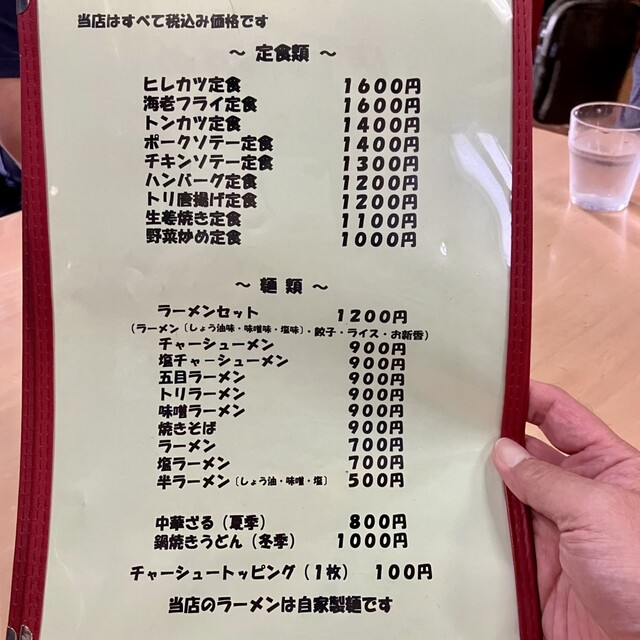 当店はすべて税込み価格です
～ 定食類 ～
ヒレカツ定食 1600円
海老フライ定食 1600円
トンカツ定食 1400円
ポークソテー定食 1400円
チキンソテー定食 1300円
ハンバーグ定食 1200円
トリ唐揚げ定食 1200円
生姜焼き定食 1100円
野菜炒め定食 1000円
～ 麺類 ～
ラーメンセット 1200円
(ラーメン〔しょう油味・味噌味・塩味〕・餃子・ライス・お新香)
チャーシューメン 900円
塩チャーシューメン 900円
五目ラーメン 900円
トリラーメン 900円
味噌ラーメン 900円
焼きそば 900円
ラーメン 700円
塩ラーメン 700円
半ラーメン〔しょう油・味噌・塩〕 500円
中華ざる（夏季） 800円
鍋焼きうどん（冬季） 1000円
チャーシュートッピング（1枚） 100円
当店のラーメンは自家製麺です